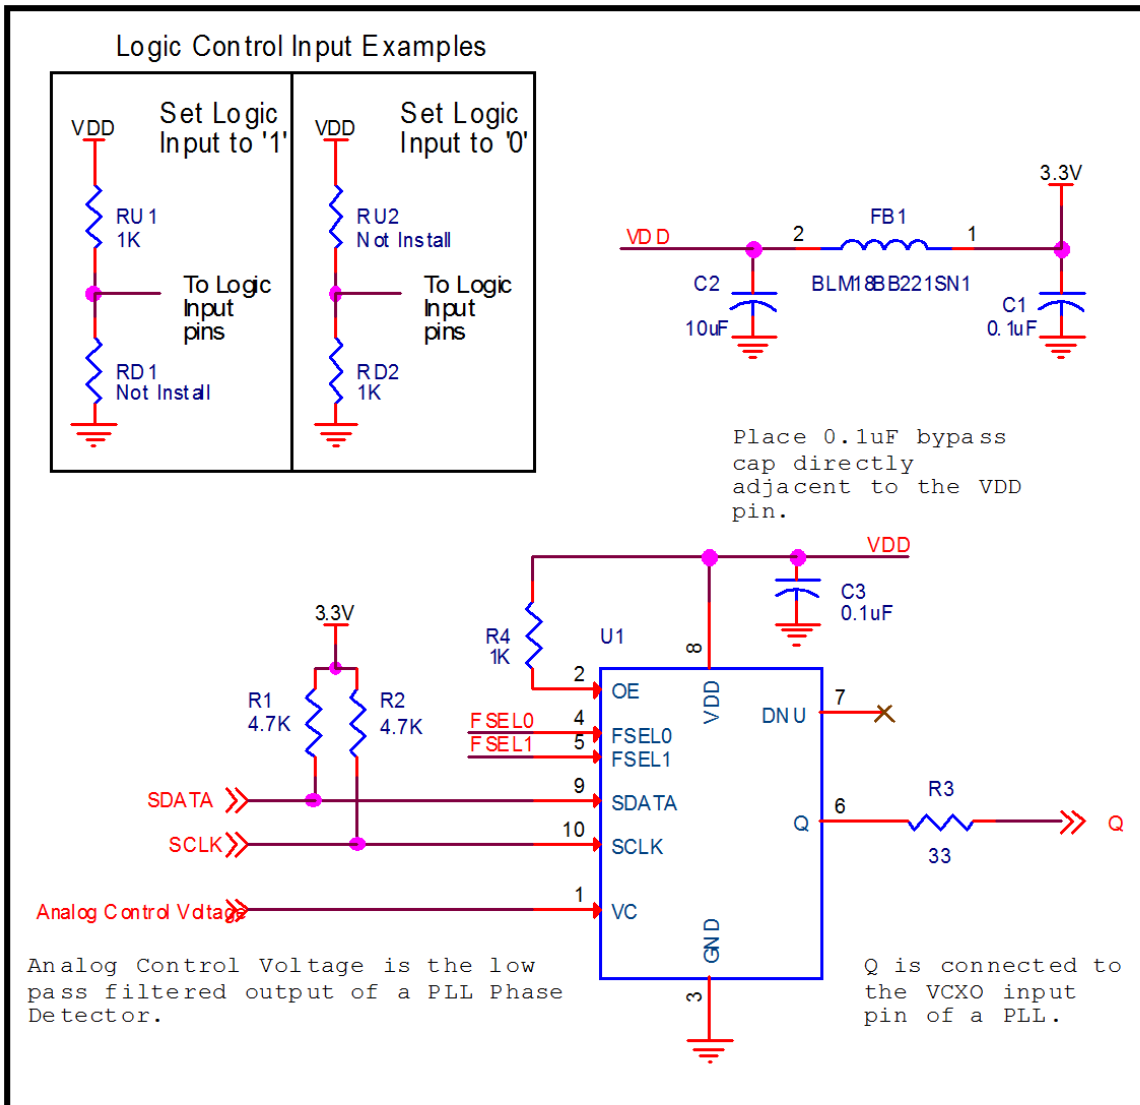 Logic Control Input Examples
Set Logic
Input to '1'
VDD
RU1
1K
To Logic
Input
pins
RD1
Not Install
Set Logic
Input to '0'
VDD
RU2
Not Install
To Logic
Input
pins
RD2
1K
3.3V
FB1
VDD
2
1
BLM18BB221SN1
C2
10uF
C1
0.1uF
Place 0.1uF bypass
cap directly
adjacent to the VDD
pin.
VDD
C3
0.1uF
3.3V
R1
4.7K
R2
4.7K
R4
1K
U1
8
VDD
2
OE
FSEL0
4
FSEL0
FSEL1
5
FSEL1
SDATA
9
SDATA
SCLK
10
SCLK
Analog Control Voltage
1
VC
7
DNU
6
Q
R3
33
Q
GND
3
Analog Control Voltage is the low
pass filtered output of a PLL Phase
Detector.
Q is connected to
the VCXO input
pin of a PLL.